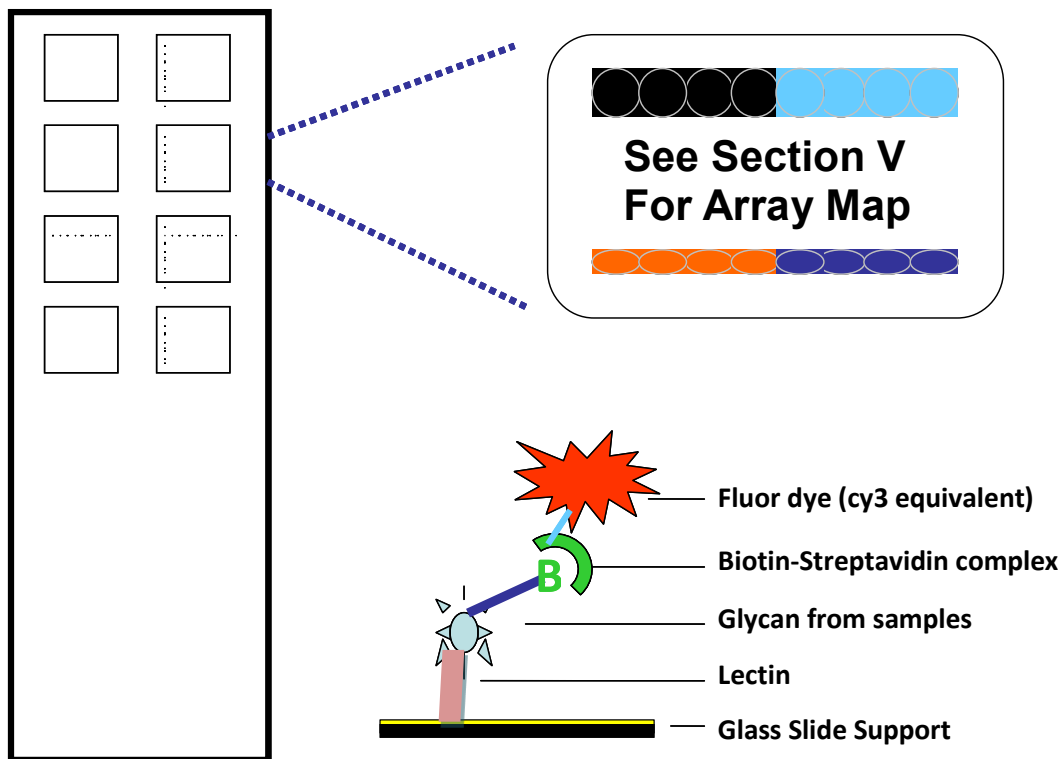 See Section V
For Array Map
Fluor dye (cy3 equivalent)
Biotin-Streptavidin complex
B
Glycan from samples
Lectin
Glass Slide Support